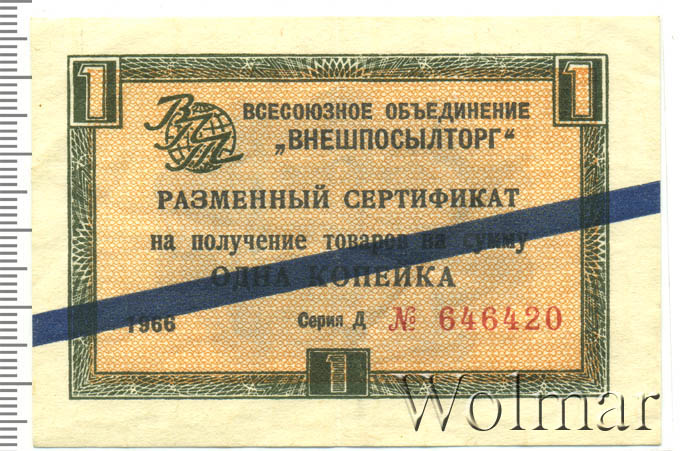 1 1
ВПТ
ВСЕСОЮЗНОЕ ОБЪЕДИНЕНИЕ
„ВНЕШПОСЫЛТОРГ“
РАЗМЕННЫЙ СЕРТИФИКАТ
на получение товаров на сумму
ОДНА КОПЕЙКА
1966 Серия Д № 646420
1
Wolmar